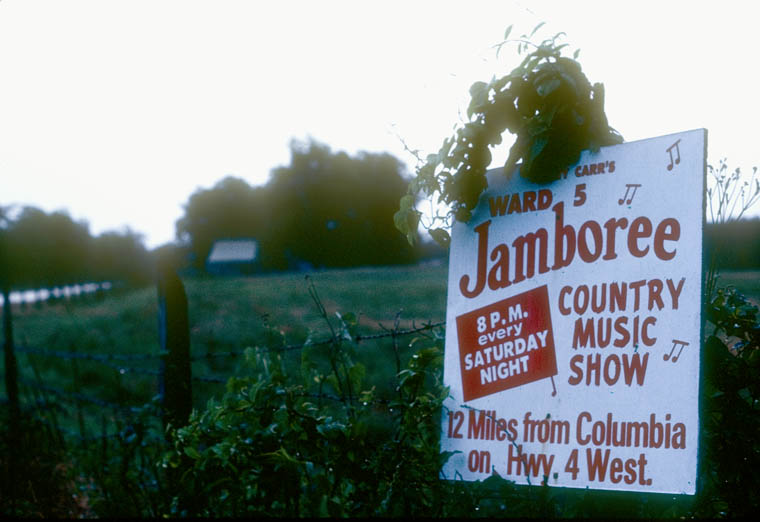 CARR'S
WARD 5
Jamboree
8 P.M.
every
SATURDAY
NIGHT
COUNTRY
MUSIC
SHOW
12 Miles from Columbia
on Hwy. 4 West.